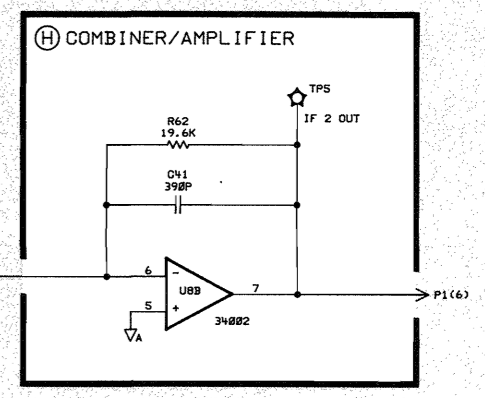 H COMBINER/AMPLIFIER
TP5
IF 2 OUT
R62
19.6K
C41
390P
6
-
U8B
7
5
+
34002
A
P1(6)